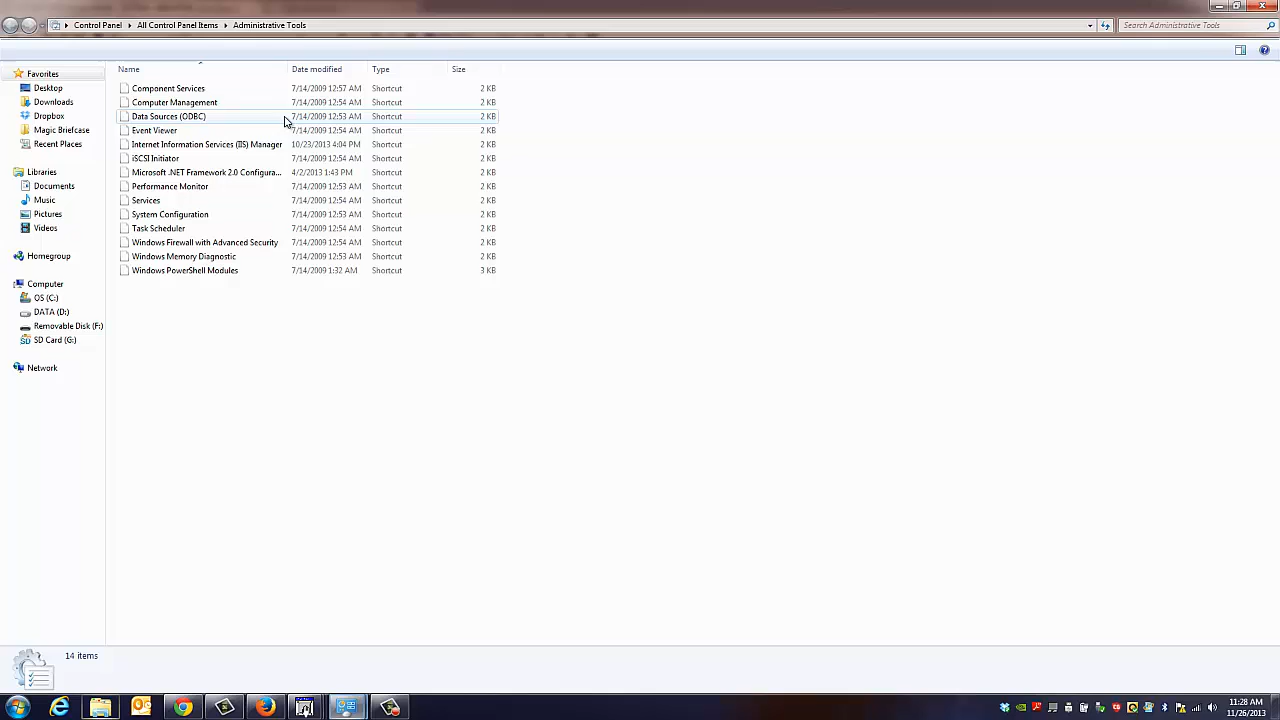 Control Panel All Control Panel Items Administrative Tools Search Administrative Tools
Name Date modified Type Size
Favorites
Desktop
Downloads
Dropbox
Magic Briefcase
Recent Places
Libraries
Documents
Music
Pictures
Videos
Homegroup
Computer
OS (C:)
DATA (D:)
Removable Disk (F:)
SD Card (G:)
Network
Component Services 7/14/2009 12:57 AM Shortcut 2 KB
Computer Management 7/14/2009 12:54 AM Shortcut 2 KB
Data Sources (ODBC) 7/14/2009 12:53 AM Shortcut 2 KB
Event Viewer 7/14/2009 12:54 AM Shortcut 2 KB
Internet Information Services (IIS) Manager 10/23/2013 4:04 PM Shortcut 2 KB
iSCSI Initiator 7/14/2009 12:54 AM Shortcut 2 KB
Microsoft .NET Framework 2.0 Configura... 4/2/2013 1:43 PM Shortcut 2 KB
Performance Monitor 7/14/2009 12:53 AM Shortcut 2 KB
Services 7/14/2009 12:54 AM Shortcut 2 KB
System Configuration 7/14/2009 12:53 AM Shortcut 2 KB
Task Scheduler 7/14/2009 12:54 AM Shortcut 2 KB
Windows Firewall with Advanced Security 7/14/2009 12:54 AM Shortcut 2 KB
Windows Memory Diagnostic 7/14/2009 12:53 AM Shortcut 2 KB
Windows PowerShell Modules 7/14/2009 1:32 AM Shortcut 3 KB
14 items
11:28 AM
11/26/2013